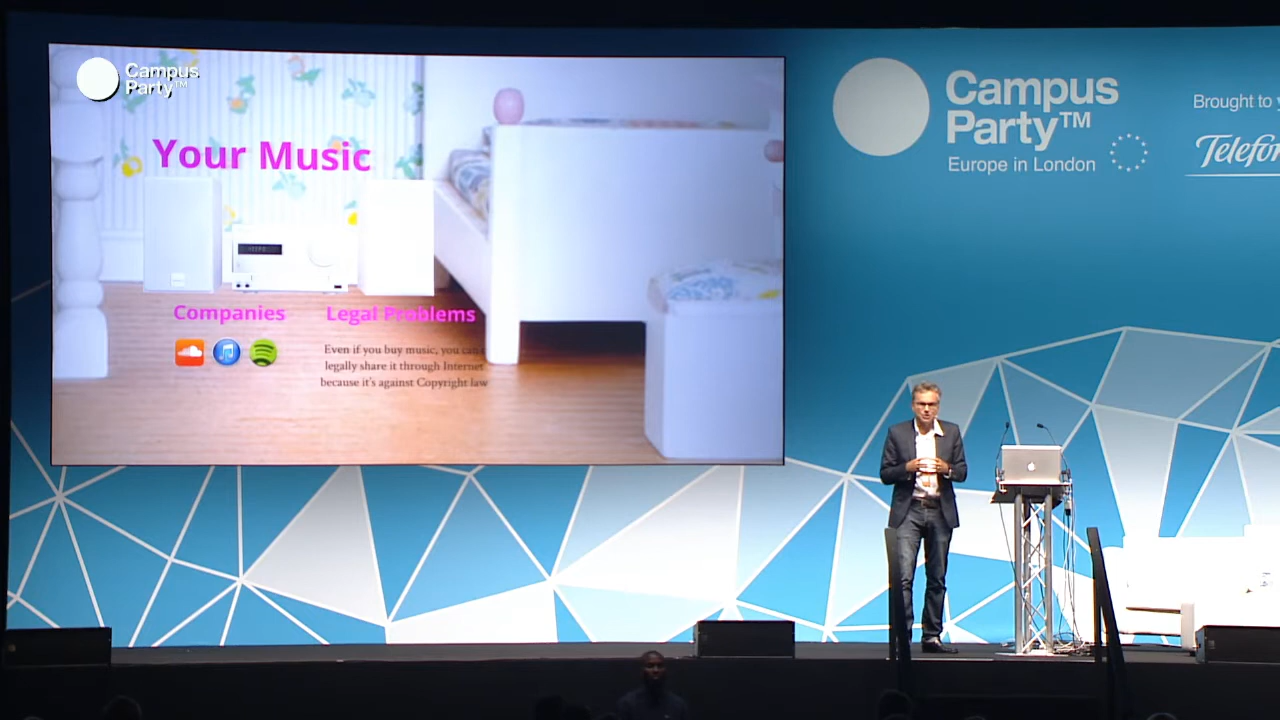 Campus
Party™
Your Music
Companies
Legal Problems
Even if you buy music, you can't
legally share it through Internet
because it's against Copyright law
Campus
Party™
Europe in London
Brought to